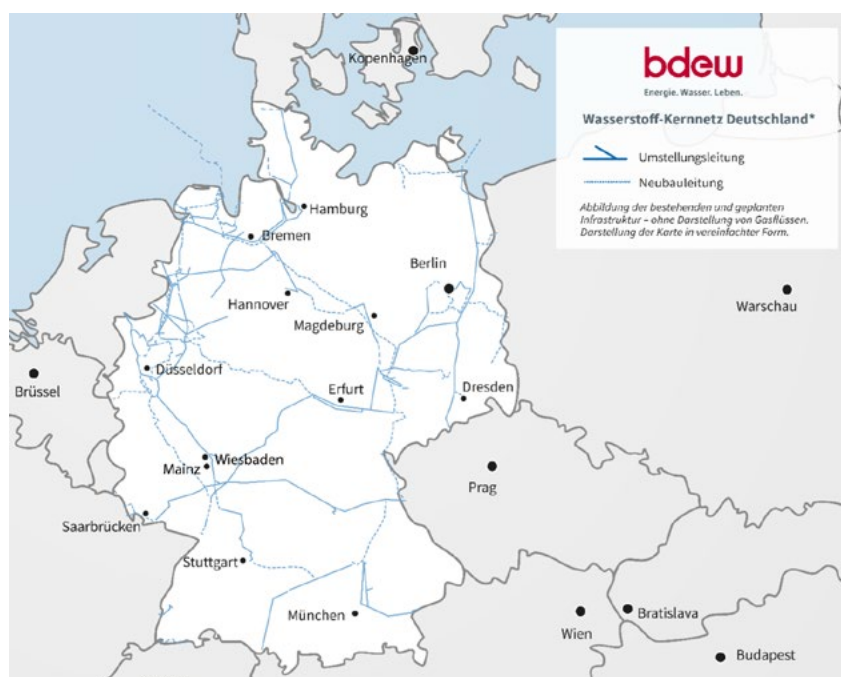 Kopenhagen
bdew
Energie. Wasser. Leben.
Wasserstoff-Kernnetz Deutschland*
Umstellungsleitung
Neubauleitung
Abbildung der bestehenden und geplanten
Infrastruktur – ohne Darstellung von Gasflüssen.
Darstellung der Karte in vereinfachter Form.
Hamburg
Bremen
Berlin
Hannover
Warschau
Magdeburg
Düsseldorf
Brüssel
Erfurt
Dresden
Wiesbaden
Mainz
Prag
Saarbrücken
Stuttgart
München
Wien
Bratislava
Budapest